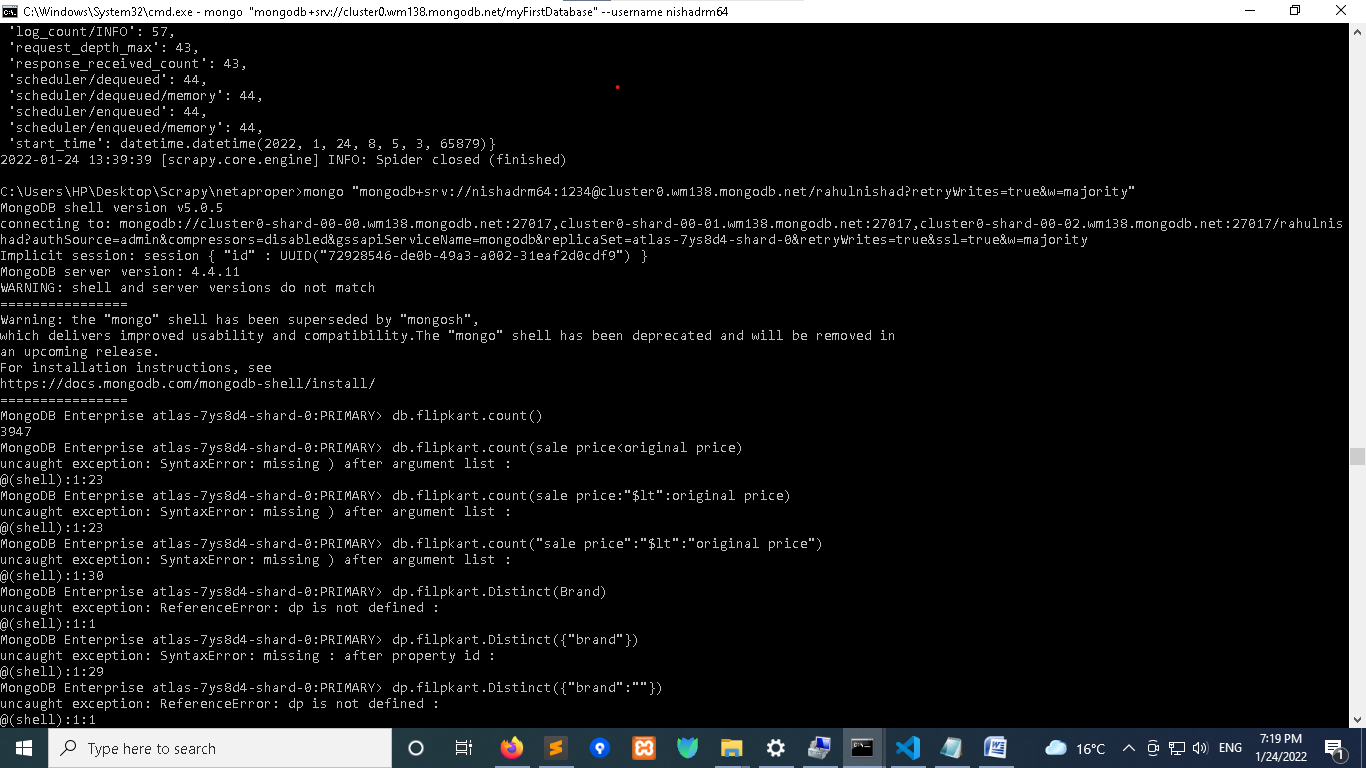 C:\Windows\System32\cmd.exe - mongo "mongodb+srv://cluster0.wm138.mongodb.net/myFirstDatabase" --username nishadrm64
'log_count/INFO': 57,
'request_depth_max': 43,
'response_received_count': 43,
'scheduler/dequeued': 44,
'scheduler/dequeued/memory': 44,
'scheduler/enqueued': 44,
'scheduler/enqueued/memory': 44,
'start_time': datetime.datetime(2022, 1, 24, 8, 5, 3, 65879)}
2022-01-24 13:39:39 [scrapy.core.engine] INFO: Spider closed (finished)
C:\Users\HP\Desktop\Scrapy\netaproper>mongo "mongodb+srv://nishadrm64:1234@cluster0.wm138.mongodb.net/rahulnishad?retryWrites=true&w=majority"
MongoDB shell version v5.0.5
connecting to: mongodb://cluster0-shard-00-00.wm138.mongodb.net:27017,cluster0-shard-00-01.wm138.mongodb.net:27017,cluster0-shard-00-02.wm138.mongodb.net:27017/rahulnis
had?authSource=admin&compressors=disabled&gssapiServiceName=mongodb&replicaSet=atlas-7ys8d4-shard-0&retryWrites=true&ssl=true&w=majority
Implicit session: session { "id" : UUID("72928546-de0b-49a3-a002-31eaf2d0cdf9") }
MongoDB server version: 4.4.11
WARNING: shell and server versions do not match
================
Warning: the "mongo" shell has been superseded by "mongosh",
which delivers improved usability and compatibility.The "mongo" shell has been deprecated and will be removed in
an upcoming release.
For installation instructions, see
https://docs.mongodb.com/mongodb-shell/install/
================
MongoDB Enterprise atlas-7ys8d4-shard-0:PRIMARY> db.flipkart.count()
3947
MongoDB Enterprise atlas-7ys8d4-shard-0:PRIMARY> db.flipkart.count(sale price<original price)
uncaught exception: SyntaxError: missing ) after argument list :
@(shell):1:23
MongoDB Enterprise atlas-7ys8d4-shard-0:PRIMARY> db.flipkart.count(sale price:"$lt":original price)
uncaught exception: SyntaxError: missing ) after argument list :
@(shell):1:23
MongoDB Enterprise atlas-7ys8d4-shard-0:PRIMARY> db.flipkart.count("sale price":"$lt":"original price")
uncaught exception: SyntaxError: missing ) after argument list :
@(shell):1:30
MongoDB Enterprise atlas-7ys8d4-shard-0:PRIMARY> dp.filpkart.Distinct(Brand)
uncaught exception: ReferenceError: dp is not defined :
@(shell):1:1
MongoDB Enterprise atlas-7ys8d4-shard-0:PRIMARY> dp.filpkart.Distinct({"brand"})
uncaught exception: SyntaxError: missing : after property id :
@(shell):1:29
MongoDB Enterprise atlas-7ys8d4-shard-0:PRIMARY> dp.filpkart.Distinct({"brand":""})
uncaught exception: ReferenceError: dp is not defined :
@(shell):1:1
Type here to search
16°C
ENG
7:19 PM
1/24/2022
1